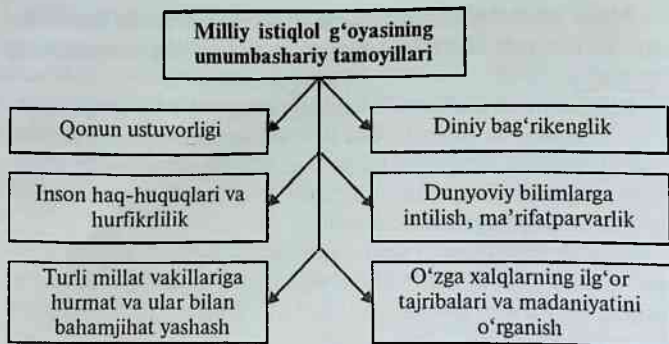 Milliy istiqlol g‘oyasining
umumbashariy tamoyillari
Qonun ustuvorligi
Diniy bag‘rikenglik
Inson haq-huquqlari va
hurfikrlilik
Dunyoviy bilimlarga
intilish, ma’rifatparvarlik
Turli millat vakillariga
hurmat va ular bilan
bahamjihat yashash
O‘zga xalqlarning ilg‘or
tajribalari va madaniyatini
o‘rganish